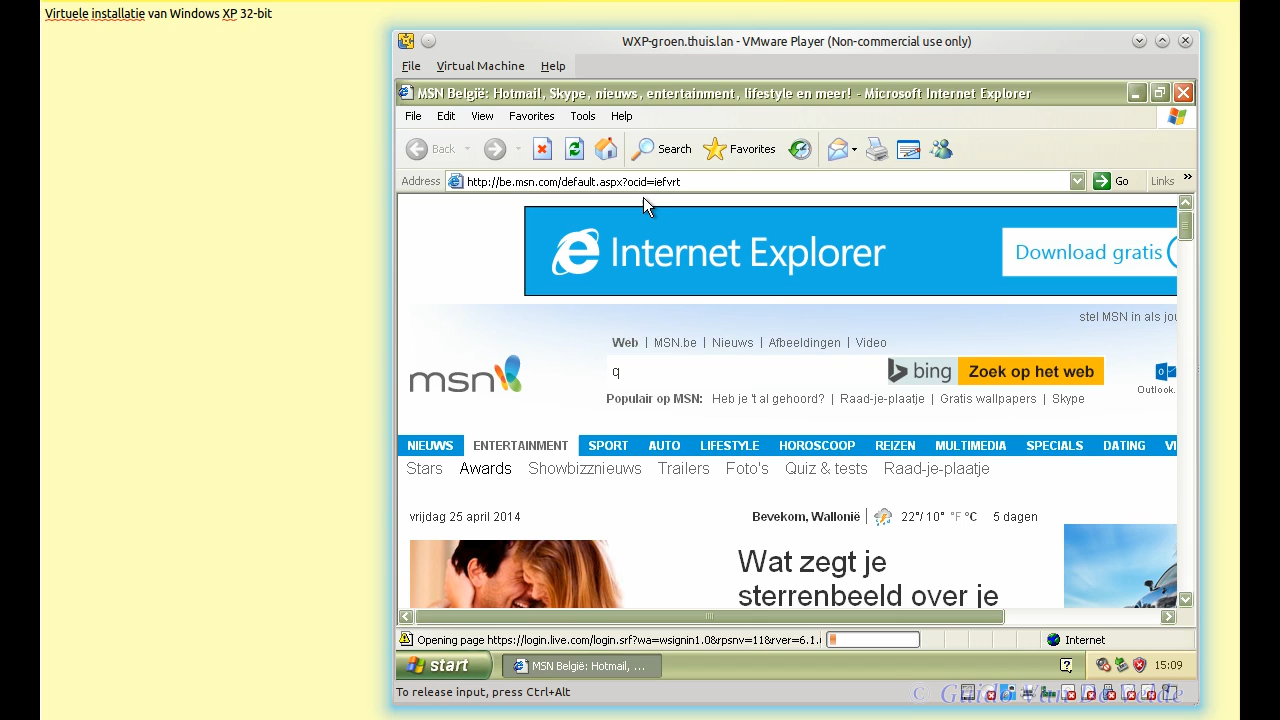 Virtuele installatie van Windows XP 32-bit
WXP-groen.thuis.lan - VMware Player (Non-commercial use only)
File Virtual Machine Help
MSN België: Hotmail, Skype, nieuws, entertainment, lifestyle en meer! - Microsoft Internet Explorer
File Edit View Favorites Tools Help
Back Search Favorites
Address http://be.msn.com/default.aspx?ocid=iefvrt Go Links »
Internet Explorer Download gratis
stel MSN in als jou
Web | MSN.be | Nieuws | Afbeeldingen | Video
msn q bing Zoek op het web
Outlook.
Populair op MSN: Heb je 't al gehoord? | Raad-je-plaatje | Gratis wallpapers | Skype
NIEUWS ENTERTAINMENT SPORT AUTO LIFESTYLE HOROSCOOP REIZEN MULTIMEDIA SPECIALS DATING VI
Stars Awards Showbizznieuws Trailers Foto's Quiz & tests Raad-je-plaatje
vrijdag 25 april 2014 Bevekom, Wallonië 22°/10° °F °C 5 dagen
Wat zegt je
sterrenbeeld over je
Opening page https://login.live.com/login.srf?wa=wsignin1.0&rpsnv=11&rver=6.1. Internet
start MSN België: Hotmail, ... 15:09
To release input, press Ctrl+Alt
© Guido Van De Velde